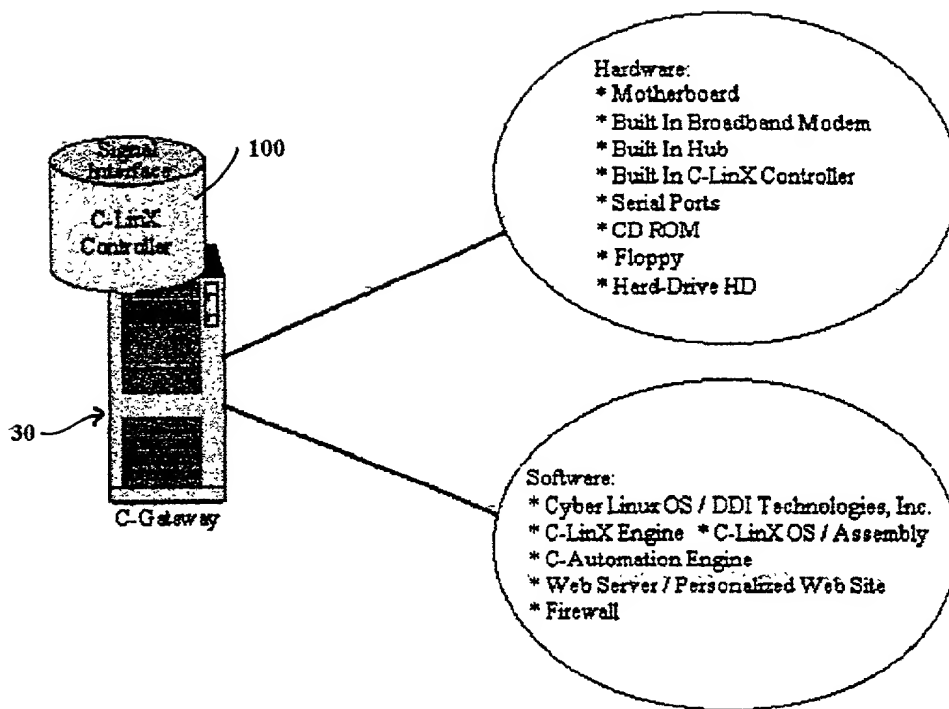 Hardware:
* Motherboard
* Built In Broadband Modem
* Built In Hub
* Built In C-LinX Controller
* Serial Ports
* CD ROM
* Floppy
* Hard-Drive HD
Signal
Interface
100
C-LinX
Controller
30
C-Gateway
Software:
* Cyber Linux OS / DDI Technologies, Inc.
* C-LinX Engine * C-LinX OS / Assembly
* C-Automation Engine
* Web Server / Personalized Web Site
* Firewall